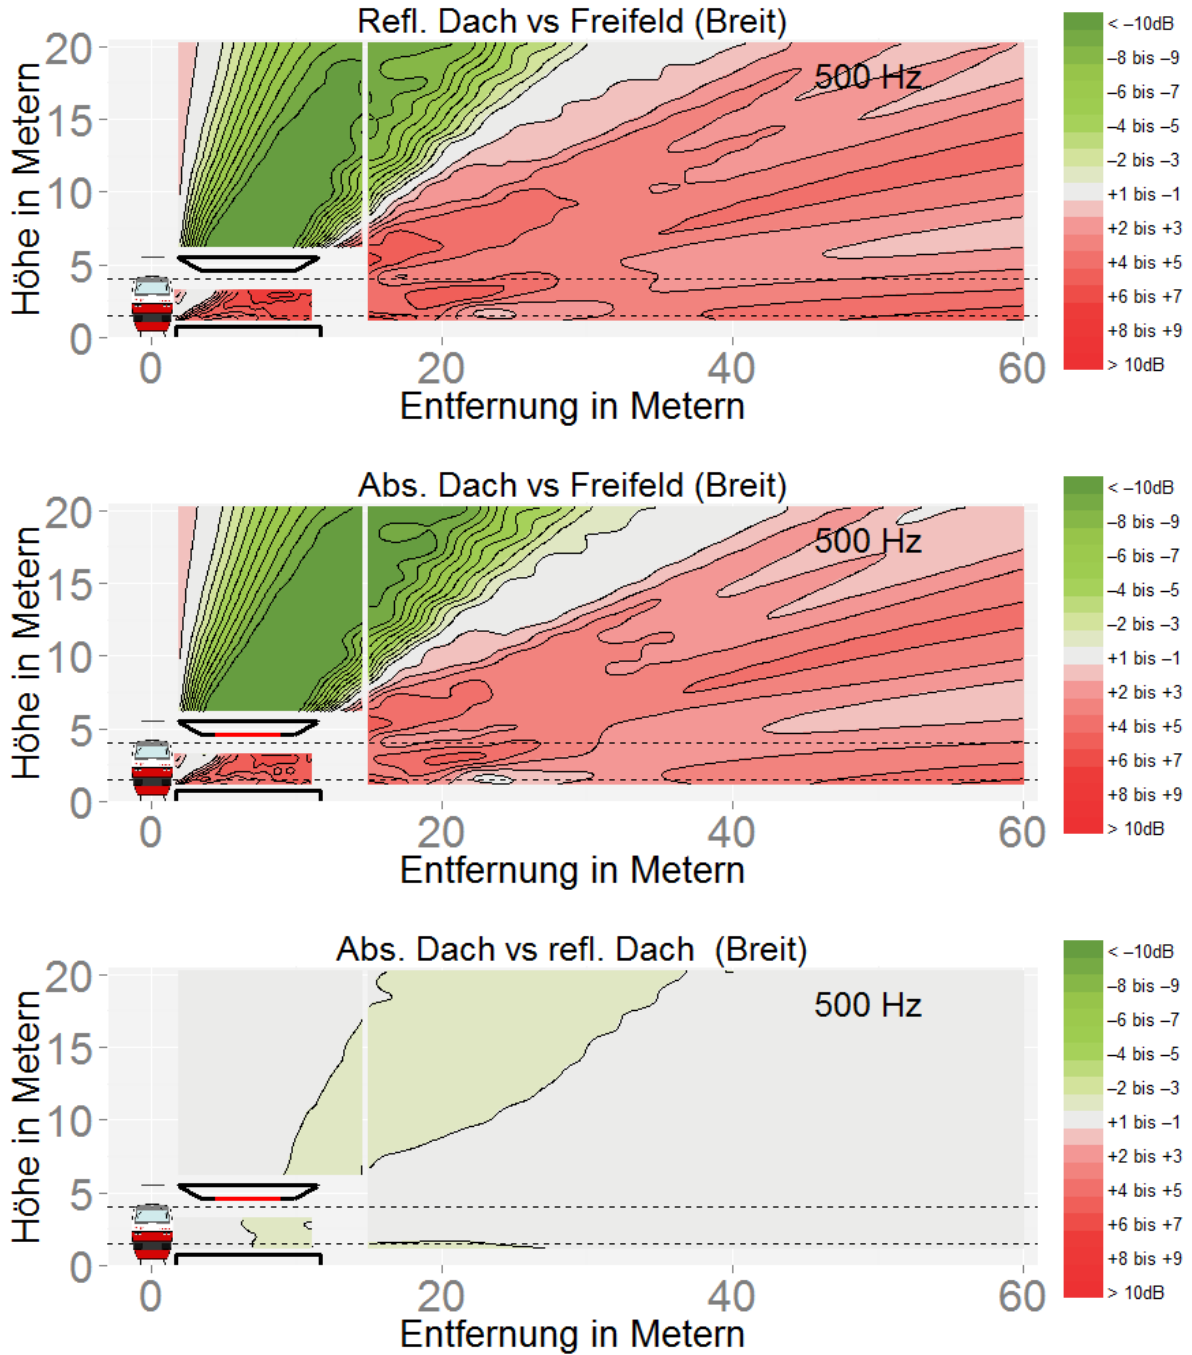 Refl. Dach vs Freifeld (Breit)
500 Hz
Höhe in Metern
20
15
10
5
0
0 20 40 60
Entfernung in Metern
< –10dB
–8 bis –9
–6 bis –7
–4 bis –5
–2 bis –3
+1 bis –1
+2 bis +3
+4 bis +5
+6 bis +7
+8 bis +9
> 10dB
Abs. Dach vs Freifeld (Breit)
500 Hz
Höhe in Metern
20
15
10
5
0
0 20 40 60
Entfernung in Metern
< –10dB
–8 bis –9
–6 bis –7
–4 bis –5
–2 bis –3
+1 bis –1
+2 bis +3
+4 bis +5
+6 bis +7
+8 bis +9
> 10dB
Abs. Dach vs refl. Dach (Breit)
500 Hz
Höhe in Metern
20
15
10
5
0
0 20 40 60
Entfernung in Metern
< –10dB
–8 bis –9
–6 bis –7
–4 bis –5
–2 bis –3
+1 bis –1
+2 bis +3
+4 bis +5
+6 bis +7
+8 bis +9
> 10dB